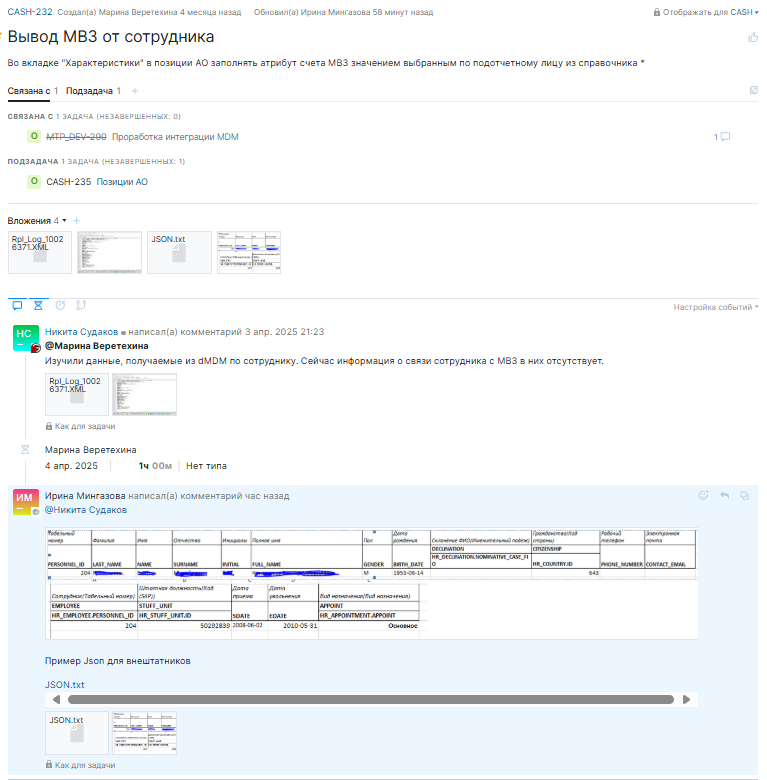 CASH-232 Создал(а) Марина Веретехина 4 месяца назад Обновил(а) Ирина Мингазова 58 минут назад Отображать для CASH
Вывод МВЗ от сотрудника
Во вкладке "Характеристики" в позиции АО заполнять атрибут счета МВЗ значением выбранным по подотчетному лицу из справочника *
Связана с 1 Подзадача 1 +
СВЯЗАНА С 1 ЗАДАЧА (НЕЗАВЕРШЕННЫХ: 0)
О MTP_DEV-290 Проработка интеграции MDM 1
ПОДЗАДАЧА 1 ЗАДАЧА (НЕЗАВЕРШЕННЫХ: 1)
О CASH-235 Позиции АО
Вложения 4 +
Rpl_Log_1002
6371.XML
JSON.txt
Настройка событий
НС Никита Судаков написал(а) комментарий 3 апр. 2025 21:23
@Марина Веретехина
Изучили данные, получаемые из dMDM по сотруднику. Сейчас информация о связи сотрудника с МВЗ в них отсутствует.
Rpl_Log_1002
6371.XML
Как для задачи
Марина Веретехина
4 апр. 2025 1ч 00м Нет типа
ИМ Ирина Мингазова написал(а) комментарий час назад
@Никита Судаков
Табельный номер Фамилия Имя Отчество Инициалы Полное имя Пол Дата рождения Склонение ФИО(Именительный падеж) Гражданство(Код страны) Рабочий телефон Электронная почта
DECLINATION CITIZENSHIP
PERSONNEL_ID LAST_NAME NAME SURNAME INITIAL FULL_NAME GENDER BIRTH_DATE HR_DECLINATION.NOMINATIVE_CASE_FIO HR_COUNTRY.ID PHONE_NUMBER CONTACT_EMAIL
204 М 1953-06-14 643
Сотрудник(Табельный номер) Штатная должность(Код (SAP)) Дата приема Дата увольнения Вид назначения(Вид назначения)
EMPLOYEE STUFF_UNIT APPOINT
HR_EMPLOYEE.PERSONNEL_ID HR_STUFF_UNIT.ID SDATE EDATE HR_APPOINTMENT.APPOINT
204 50292839 2008-06-02 2010-05-31 Основное
Пример Json для внештатников
JSON.txt
JSON.txt
Как для задачи